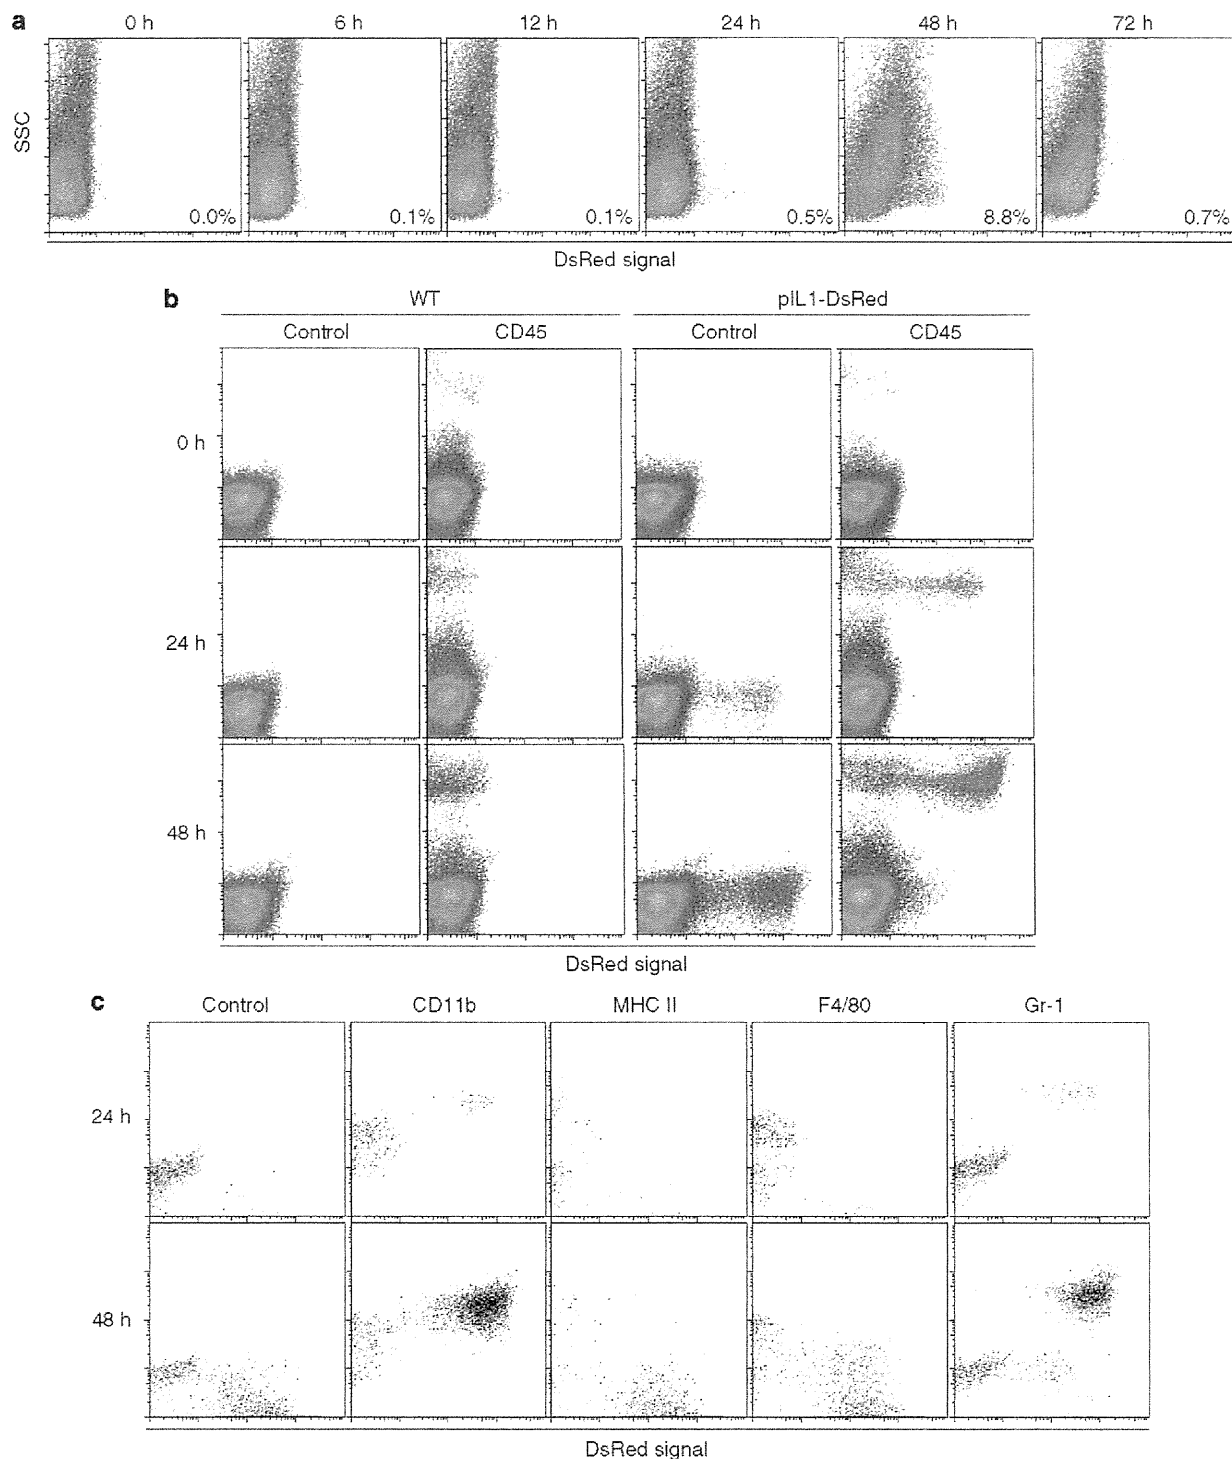 a
0 h 6 h 12 h 24 h 48 h 72 h
SSC
0.0% 0.1% 0.1% 0.5% 8.8% 0.7%
DsRed signal
b
WT pIL1-DsRed
Control CD45 Control CD45
0 h
24 h
48 h
DsRed signal
c
Control CD11b MHC II F4/80 Gr-1
24 h
48 h
DsRed signal